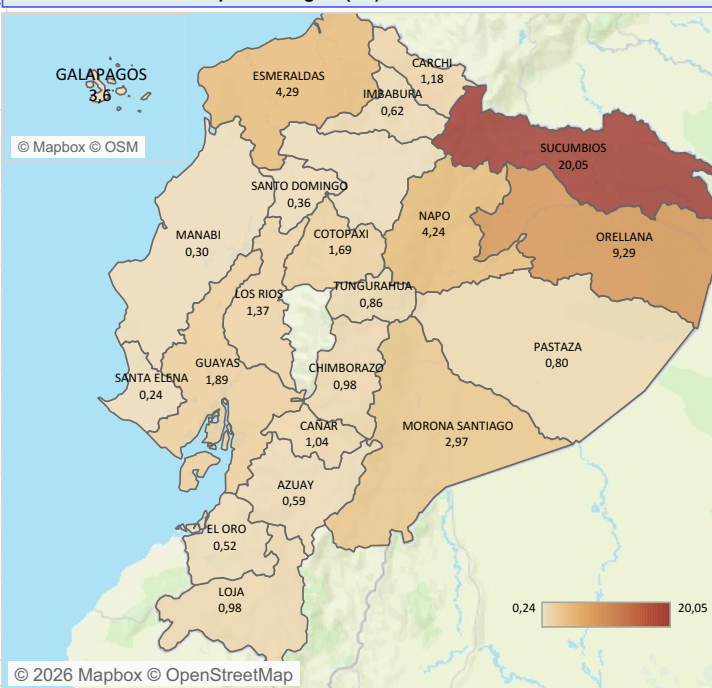 GALAPAGOS
3,6
© Mapbox © OSM
ESMERALDAS
4,29
CARCHI
1,18
IMBABURA
0,62
SUCUMBIOS
20,05
SANTO DOMINGO
0,36
NAPO
4,24
MANABI
0,30
COTOPAXI
1,69
ORELLANA
9,29
TUNGURAHUA
0,86
LOS RIOS
1,37
PASTAZA
0,80
GUAYAS
1,89
CHIMBORAZO
0,98
SANTA ELENA
0,24
CAÑAR
1,04
MORONA SANTIAGO
2,97
AZUAY
0,59
EL ORO
0,52
LOJA
0,98
0,24
20,05
© 2026 Mapbox © OpenStreetMap